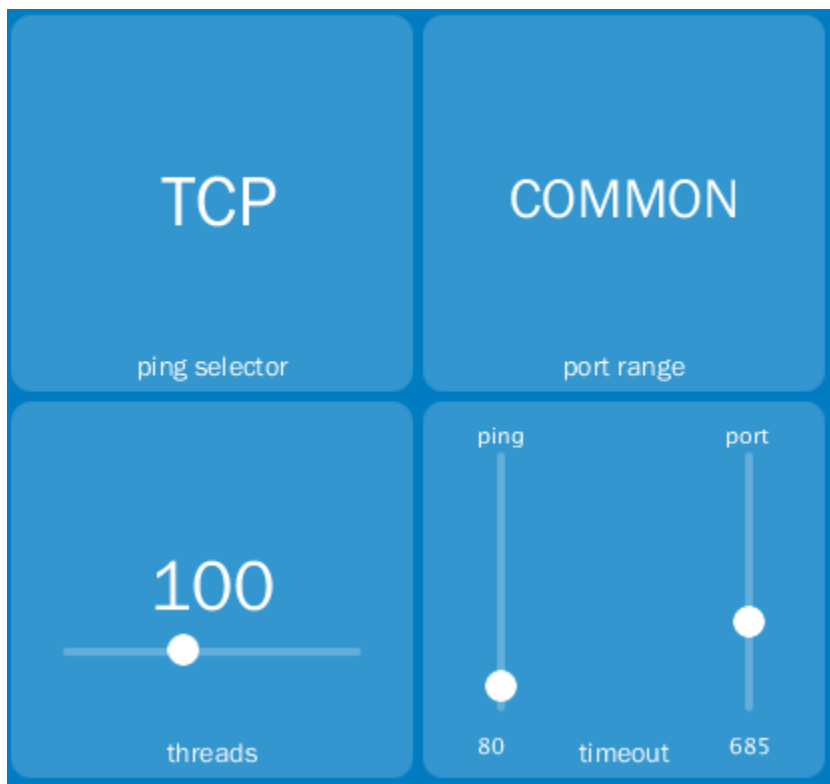 TCP
ping selector
COMMON
port range
100
threads
ping
port
80
timeout
685